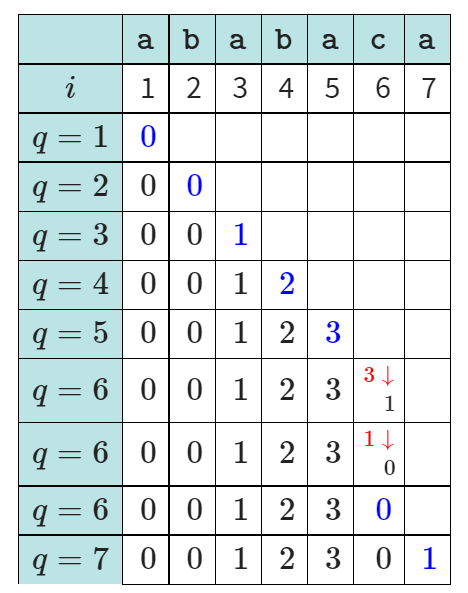 a b a b a c a
i 1 2 3 4 5 6 7
q = 1 0
q = 2 0 0
q = 3 0 0 1
q = 4 0 0 1 2
q = 5 0 0 1 2 3
q = 6 0 0 1 2 3 3 ↓ 1
q = 6 0 0 1 2 3 1 ↓ 0
q = 6 0 0 1 2 3 0
q = 7 0 0 1 2 3 0 1